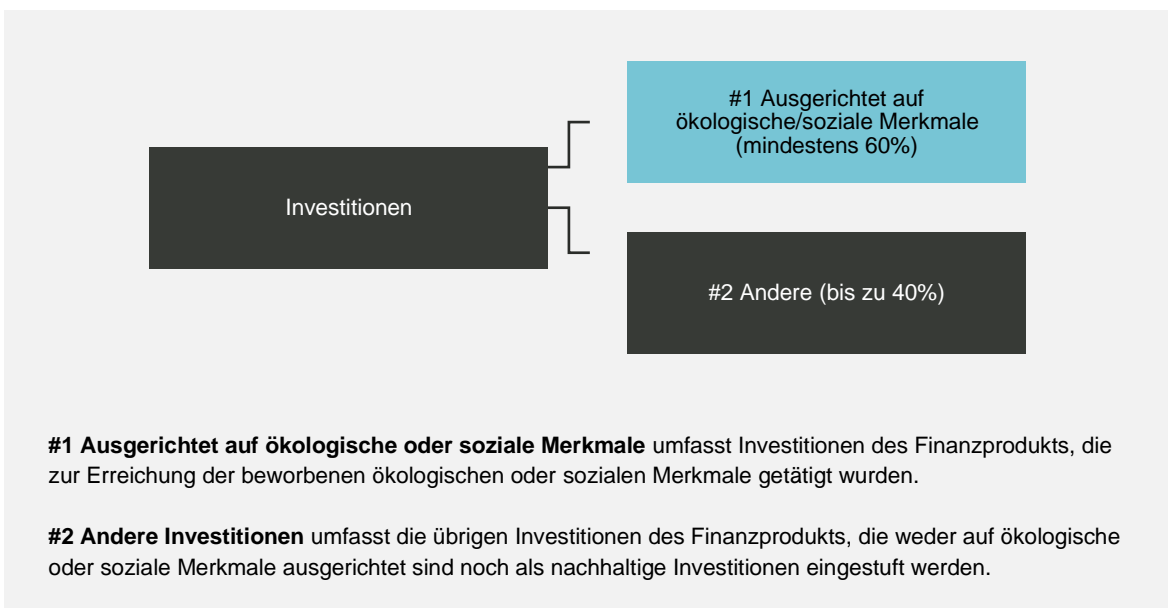 #1 Ausgerichtet auf
ökologische/soziale Merkmale
(mindestens 60%)
Investitionen
#2 Andere (bis zu 40%)
#1 Ausgerichtet auf ökologische oder soziale Merkmale umfasst Investitionen des Finanzprodukts, die
zur Erreichung der beworbenen ökologischen oder sozialen Merkmale getätigt wurden.
#2 Andere Investitionen umfasst die übrigen Investitionen des Finanzprodukts, die weder auf ökologische
oder soziale Merkmale ausgerichtet sind noch als nachhaltige Investitionen eingestuft werden.